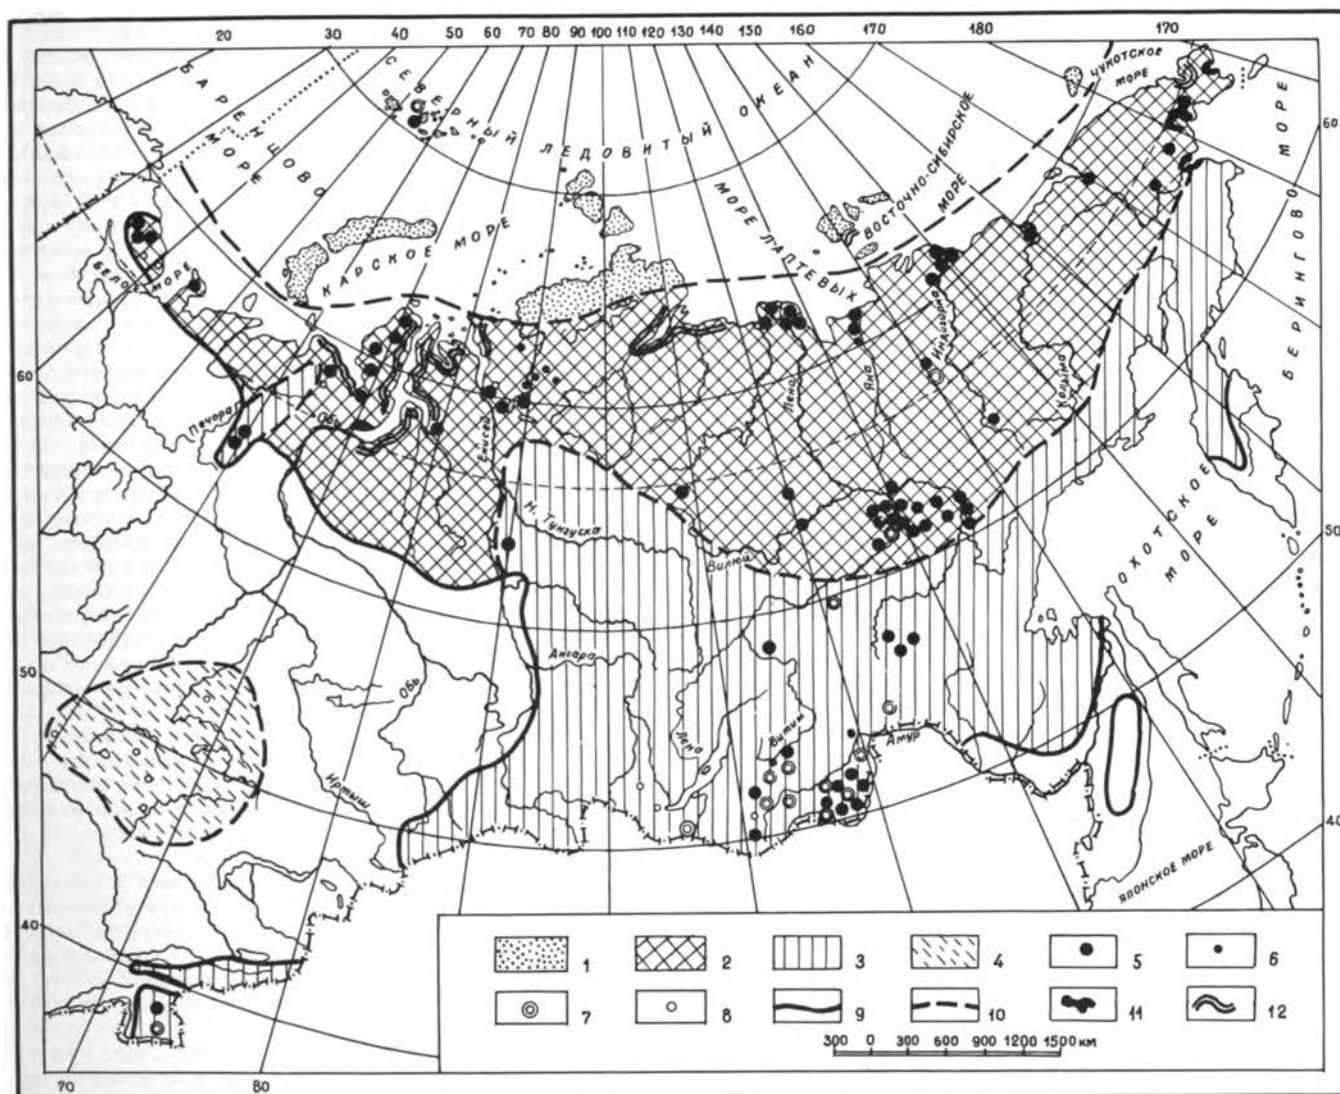 20 30 40 50 60 70 80 90 100 110 120 130 140 150 160 170 180 170
БАРЕНЦОВО
МОРЕ
СЕВЕРНЫЙ ЛЕДОВИТЫЙ ОКЕАН
ЧУКОТСКОЕ
МОРЕ
60
БЕРИНГОВО МОРЕ
ВОСТОЧНО-СИБИРСКОЕ
МОРЕ
МОРЕ ЛАПТЕВЫХ
КАРСКОЕ МОРЕ
БЕЛОЕ МОРЕ
60
Печора
Обь
Енисей
Лена
Яна
Индигирка
Колыма
50
Н. Тунгуска
Вилюй
ОХОТСКОЕ
МОРЕ
50
Ангара
Обь
Иртыш
Лена
Витим
Амур
40
ЯПОНСКОЕ МОРЕ
40
1 2 3 4 5 6
7 8 9 10 11 12
300 0 300 600 900 1200 1500 КМ
70 80